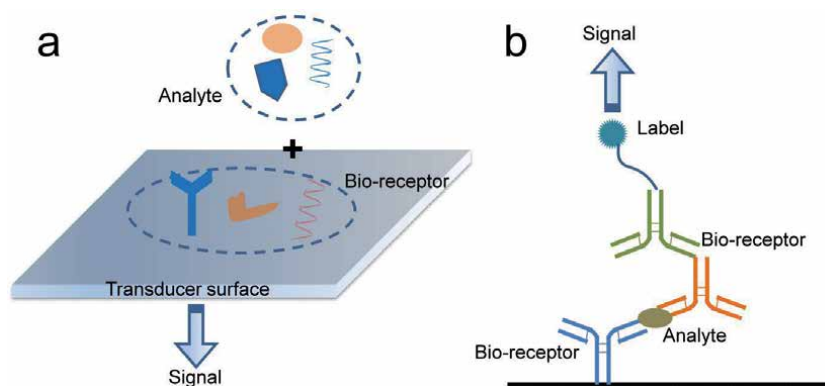 a
Analyte
+
Bio-receptor
Transducer surface
Signal
b
Signal
Label
Bio-receptor
Analyte
Bio-receptor